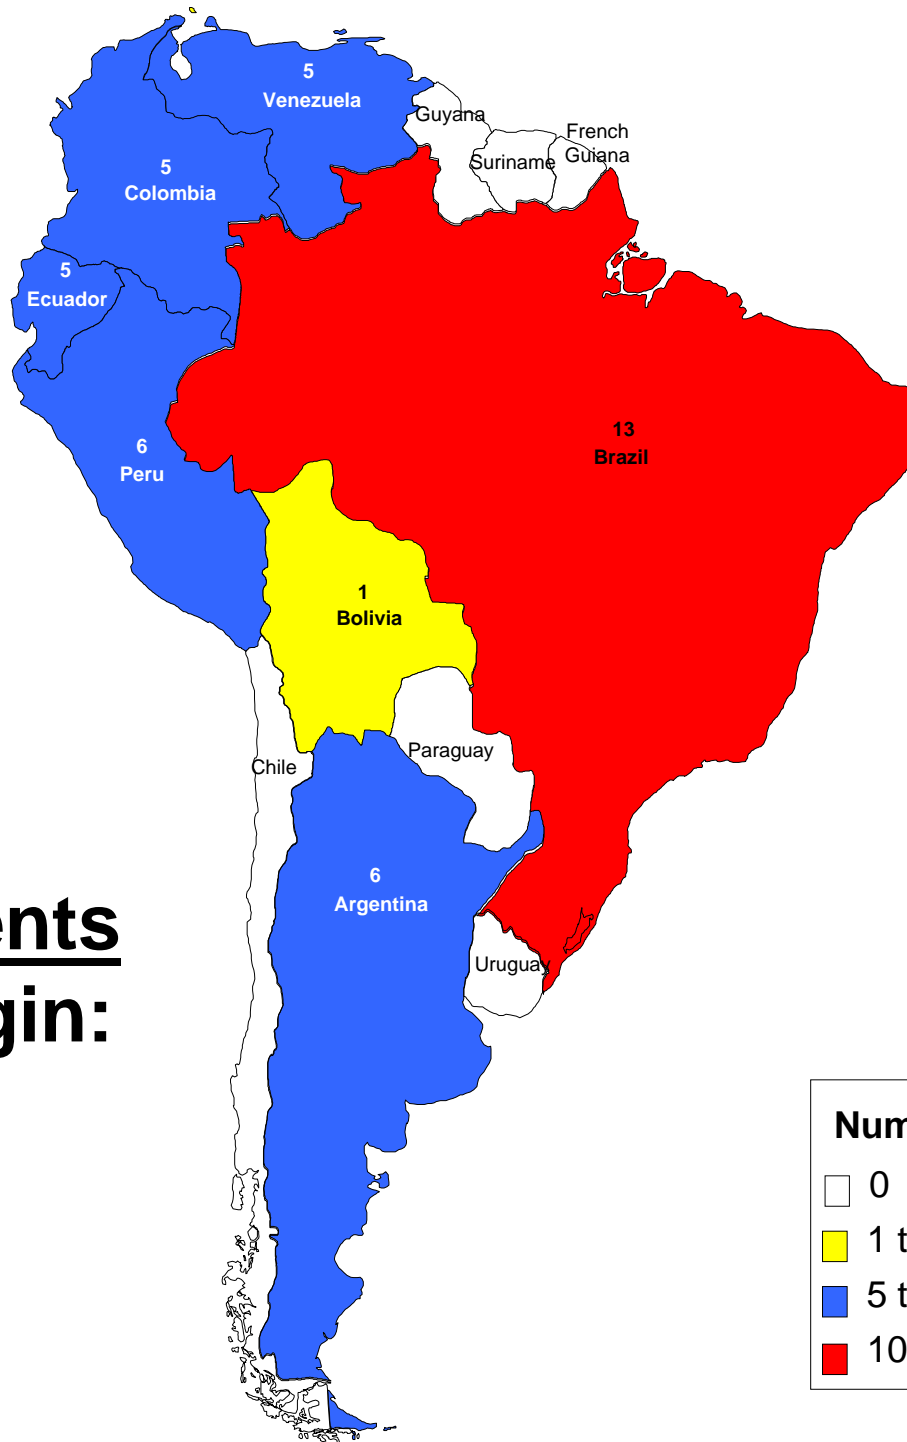 5
Venezuela
Guyana
French
Guiana
Suriname
5
Colombia
5
Ecuador
13
Brazil
6
Peru
1
Bolivia
Paraguay
Chile
6
Argentina
Uruguay
ents
gin:
Num
0
1 t
5 t
10